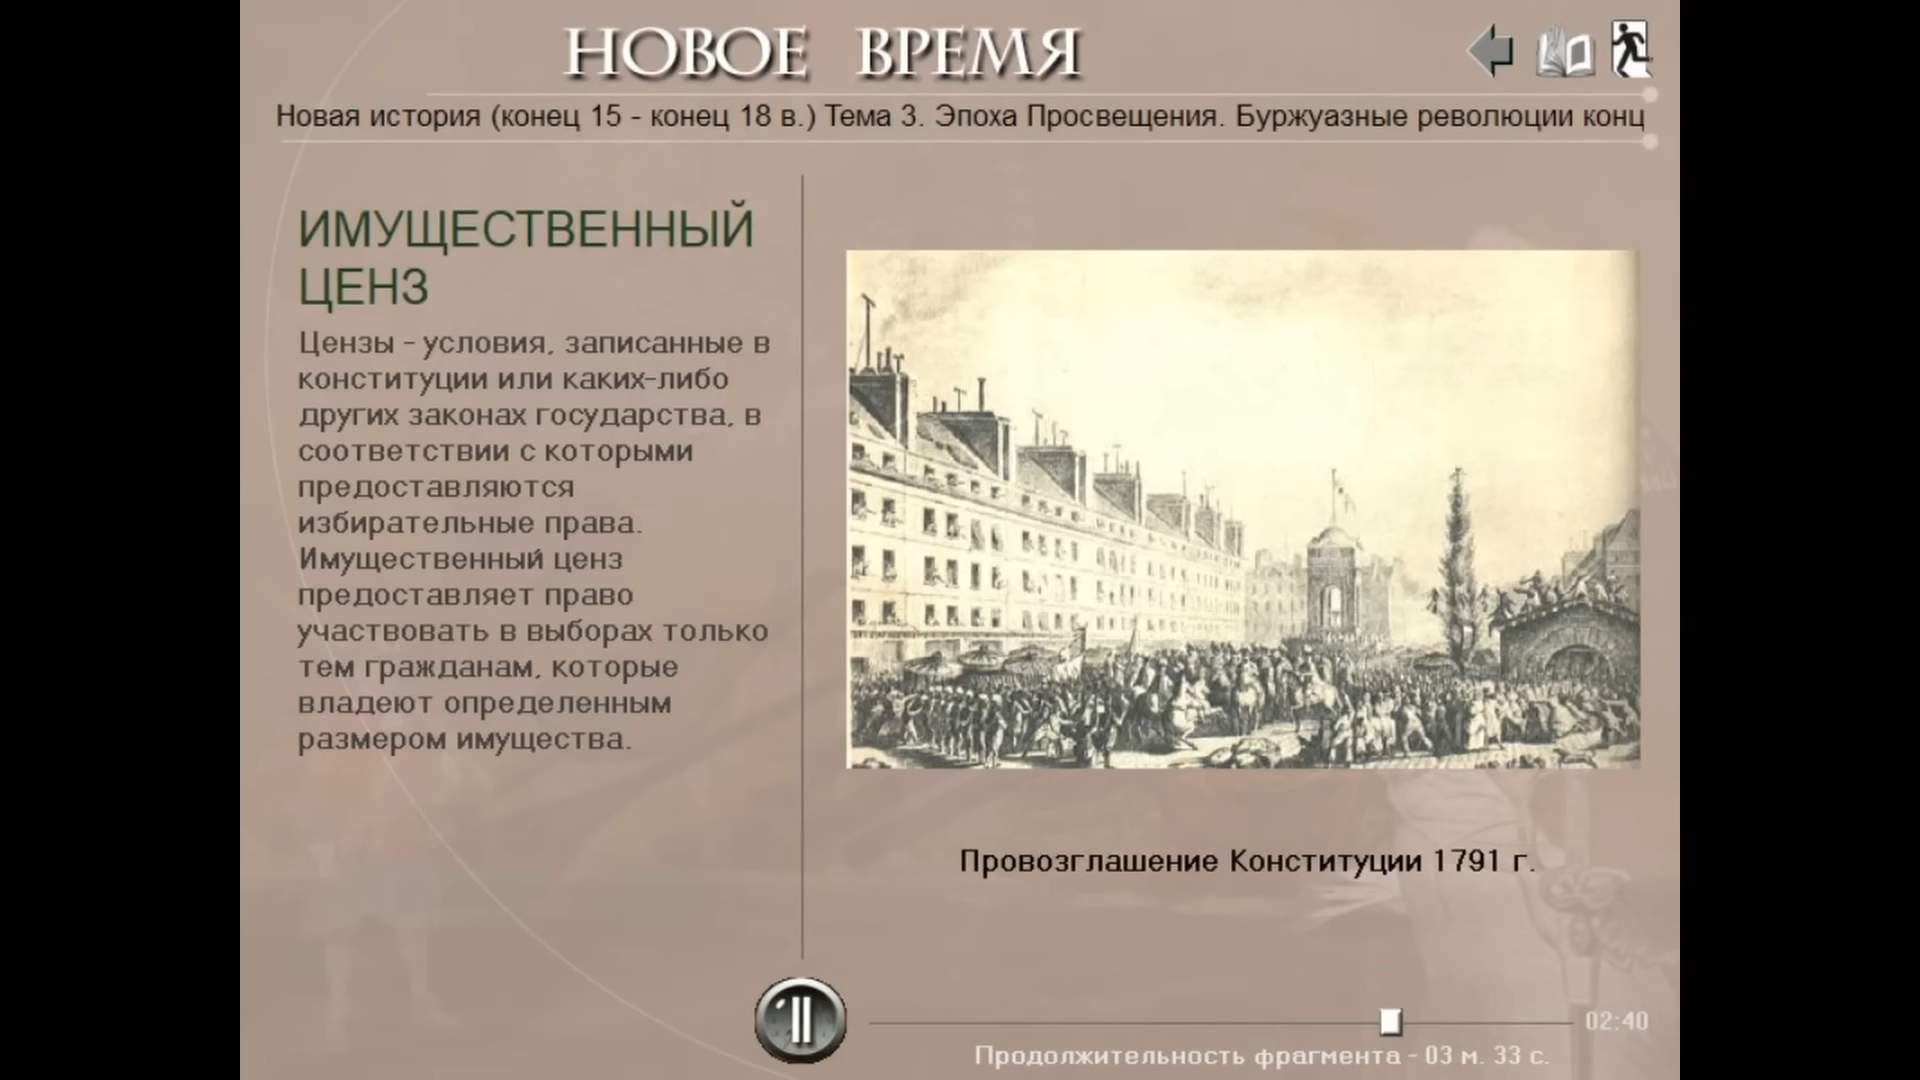 НОВОЕ ВРЕМЯ
Новая история (конец 15 - конец 18 в.) Тема 3. Эпоха Просвещения. Буржуазные революции конц
ИМУЩЕСТВЕННЫЙ
ЦЕНЗ
Цензы - условия, записанные в
конституции или каких-либо
других законах государства, в
соответствии с которыми
предоставляются
избирательные права.
Имущественный ценз
предоставляет право
участвовать в выборах только
тем гражданам, которые
владеют определенным
размером имущества.
Провозглашение Конституции 1791 г.
02:40
Продолжительность фрагмента - 03 м. 33 с.